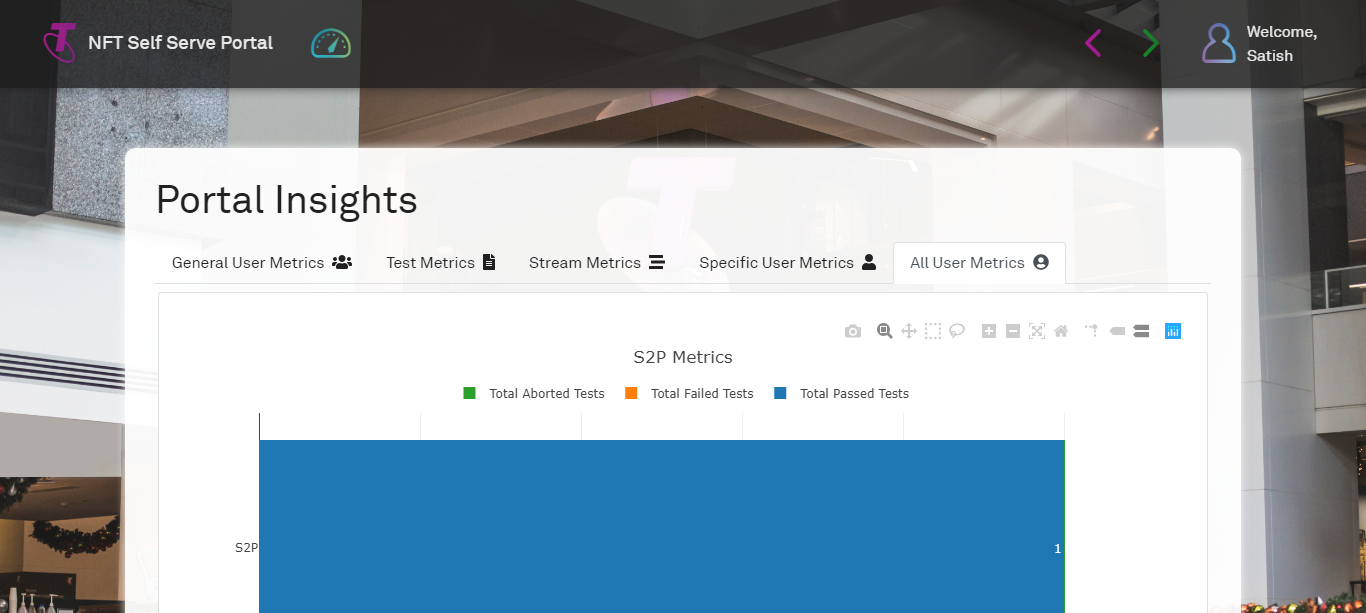 NFT Self Serve Portal
Welcome,
Satish
Portal Insights
General User Metrics
Test Metrics
Stream Metrics
Specific User Metrics
All User Metrics
S2P Metrics
Total Aborted Tests
Total Failed Tests
Total Passed Tests
S2P
1